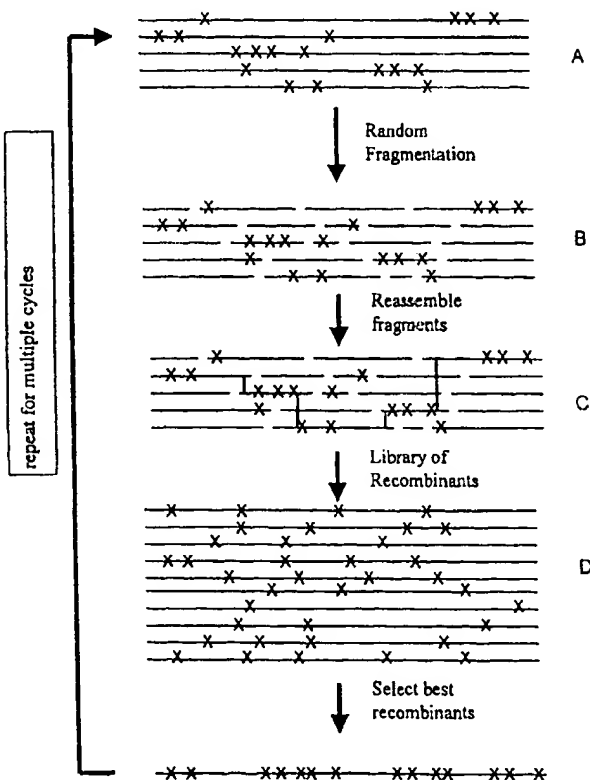 A
Random
Fragmentation
B
Reassemble
fragments
C
Library of
Recombinants
D
Select best
recombinants
repeat for multiple cycles